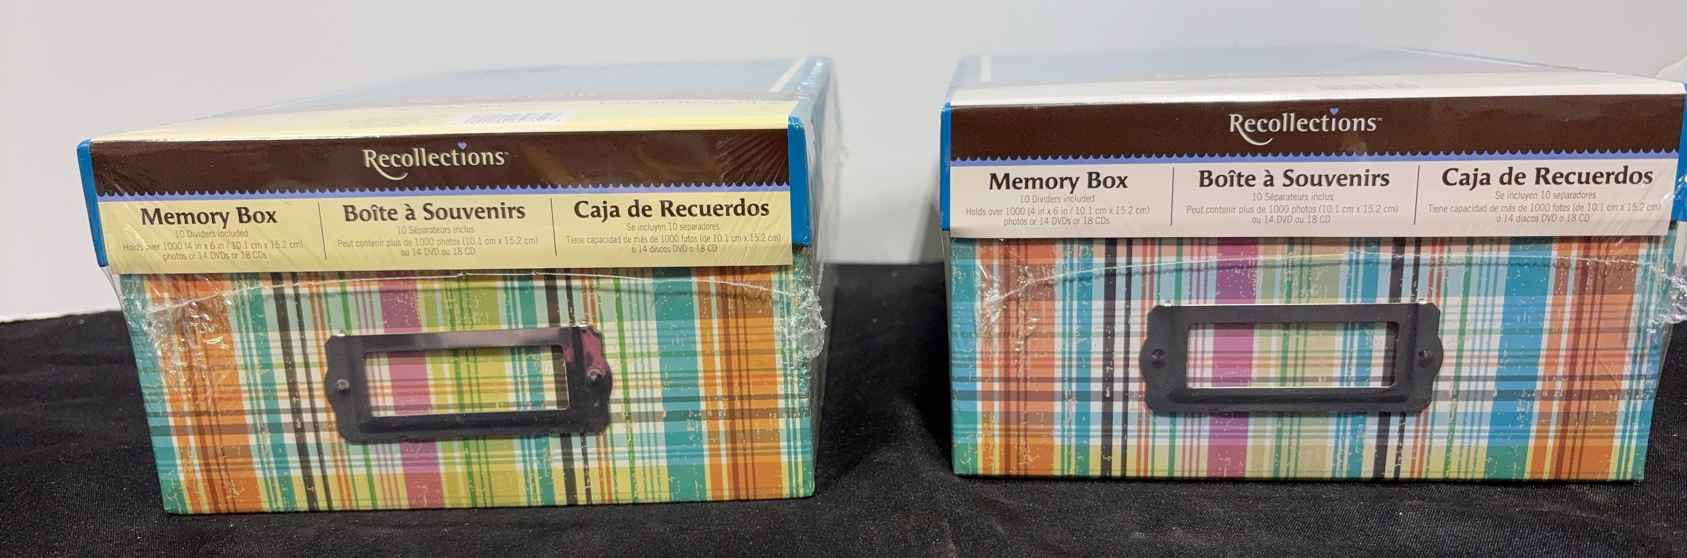 Recollections™
Memory Box
10 Dividers included
Holds over 1000 (4 in x 6 in / 10.1 cm x 15.2 cm)
photos or 14 DVDs or 18 CDs
Boîte à Souvenirs
10 Séparateurs inclus
Peut contenir plus de 1000 photos (10.1 cm x 15.2 cm)
ou 14 DVD ou 18 CD
Caja de Recuerdos
Se incluyen 10 separadores
Tiene capacidad de más de 1000 fotos (de 10.1 cm x 15.2 cm)
o 14 discos DVD o 18 CD
Recollections™
Memory Box
10 Dividers included
Holds over 1000 (4 in x 6 in / 10.1 cm x 15.2 cm)
photos or 14 DVDs or 18 CDs
Boîte à Souvenirs
10 Séparateurs inclus
Peut contenir plus de 1000 photos (10.1 cm x 15.2 cm)
ou 14 DVD ou 18 CD
Caja de Recuerdos
Se incluyen 10 separadores
Tiene capacidad de más de 1000 fotos (de 10.1 cm x 15.2 cm)
o 14 discos DVD o 18 CD